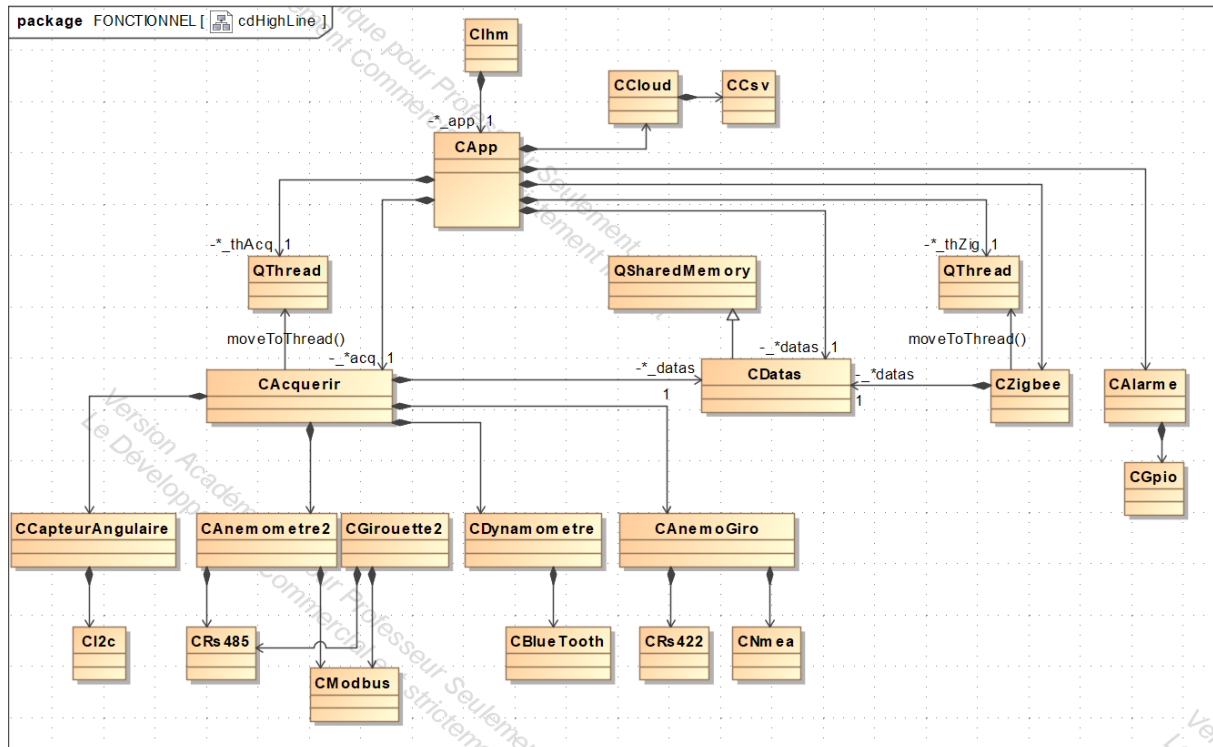 package FONCTIONNEL [ cdHighLine ]
CIhm
CCloud
CCsv
-*_app 1
CApp
-*_thAcq 1
-*_thZig 1
QThread
QSharedMemory
QThread
moveToThread()
moveToThread()
-_*acq 1
-_*datas 1
-*_datas
-_*datas
CAcquerir
CDatas
CZigbee
CAlarme
1
1
CGpio
CCapteurAngulaire
CAnemometre2
CGirouette2
CDynamometre
CAnemoGiro
CI2c
CRs485
CBlueTooth
CRs422
CNmea
CModbus